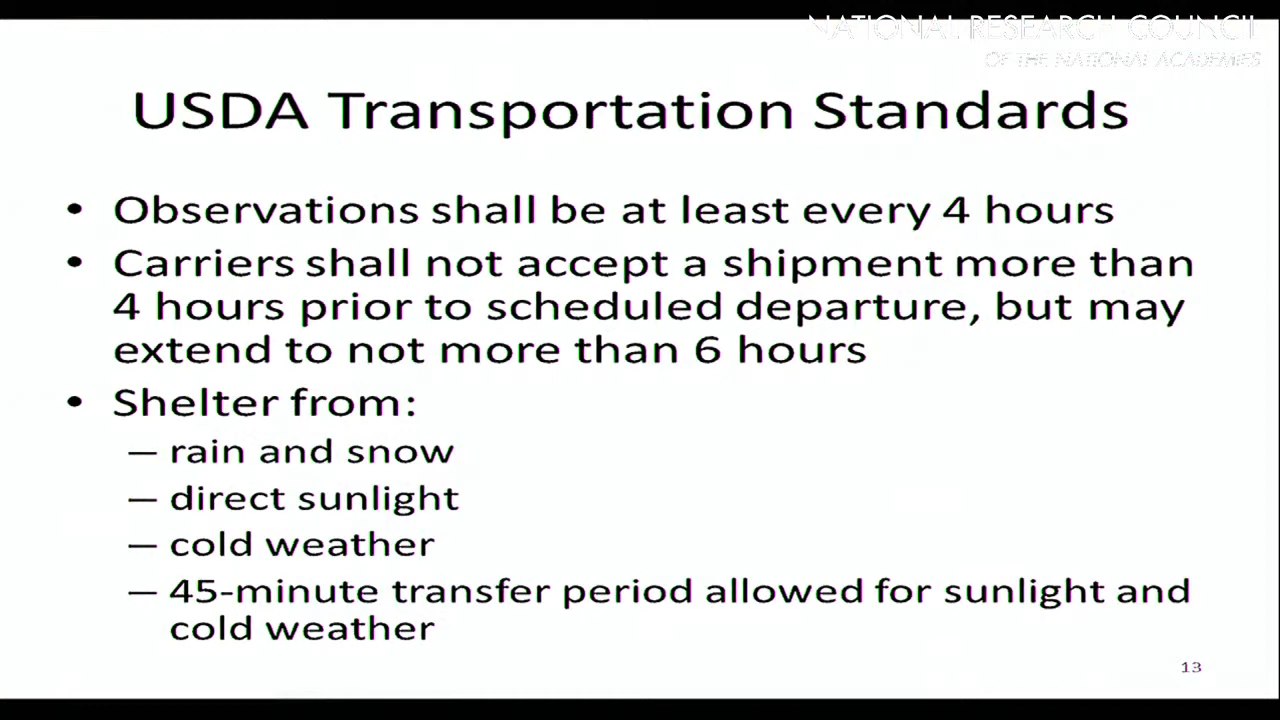 NATIONAL RESEARCH COUNCIL
OF THE NATIONAL ACADEMIES
USDA Transportation Standards
• Observations shall be at least every 4 hours
• Carriers shall not accept a shipment more than
4 hours prior to scheduled departure, but may
extend to not more than 6 hours
• Shelter from:
– rain and snow
– direct sunlight
– cold weather
– 45-minute transfer period allowed for sunlight and
cold weather
13